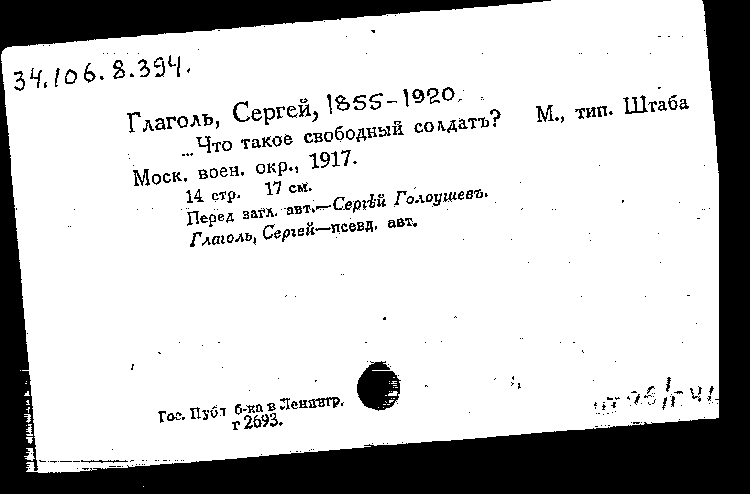 34.106.8.394.
Глаголь, Сергей, 1855-1920.
...Что такое свободный солдатъ? М., тип. Штаба
Моск. воен. окр., 1917.
14 стр. 17 см.
Перед загл. авт.—Сергѣй Голоушевъ.
Глаголь, Сергей—псевд. авт.
Гос. Публ б-ка в Ленингр.
г 2693.